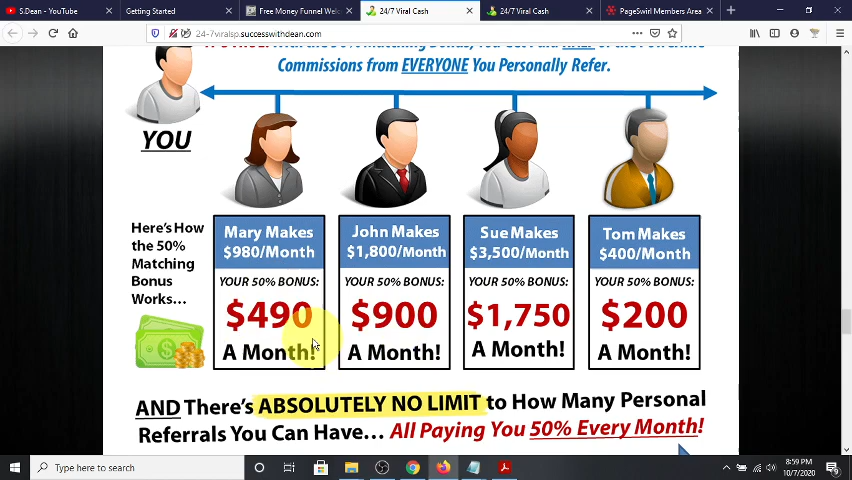 S.Dean - YouTube
Getting Started
Free Money Funnel Welc
24/7 Viral Cash
24/7 Viral Cash
PageSwirl Members Area
24-7viralsp.successwithdean.com
Commissions from EVERYONE You Personally Refer.
YOU
Here's How
the 50%
Matching
Bonus
Works...
Mary Makes
$980/Month
YOUR 50% BONUS:
$490
A Month!
John Makes
$1,800/Month
YOUR 50% BONUS:
$900
A Month!
Sue Makes
$3,500/Month
YOUR 50% BONUS:
$1,750
A Month!
Tom Makes
$400/Month
YOUR 50% BONUS:
$200
A Month!
AND There's ABSOLUTELY NO LIMIT to How Many Personal
Referrals You Can Have... All Paying You 50% Every Month!
Type here to search
8:59 PM
10/7/2020